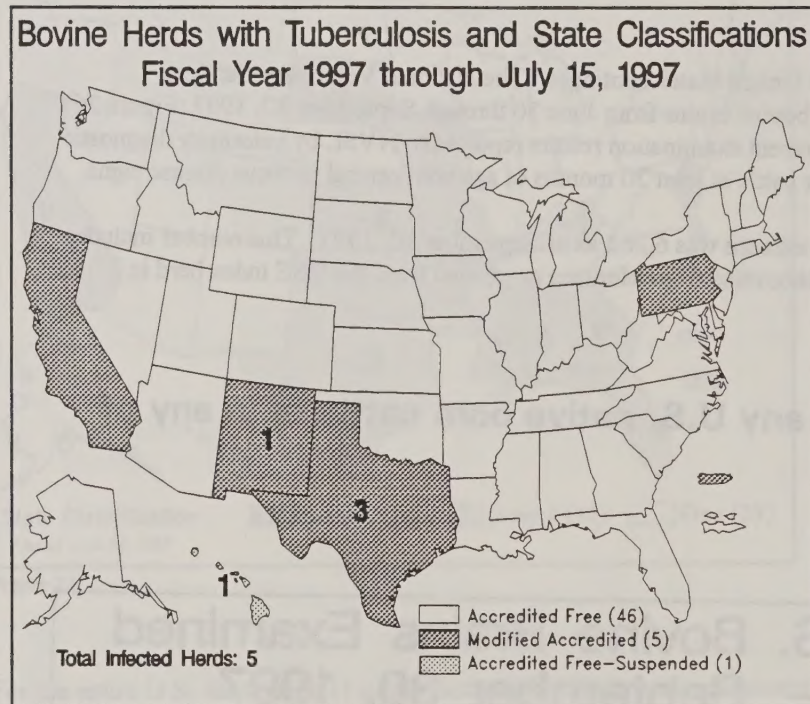 Bovine Herds with Tuberculosis and State Classifications
Fiscal Year 1997 through July 15, 1997
1
3
1
Accredited Free (46)
Modified Accredited (5)
Accredited Free-Suspended (1)
Total Infected Herds: 5